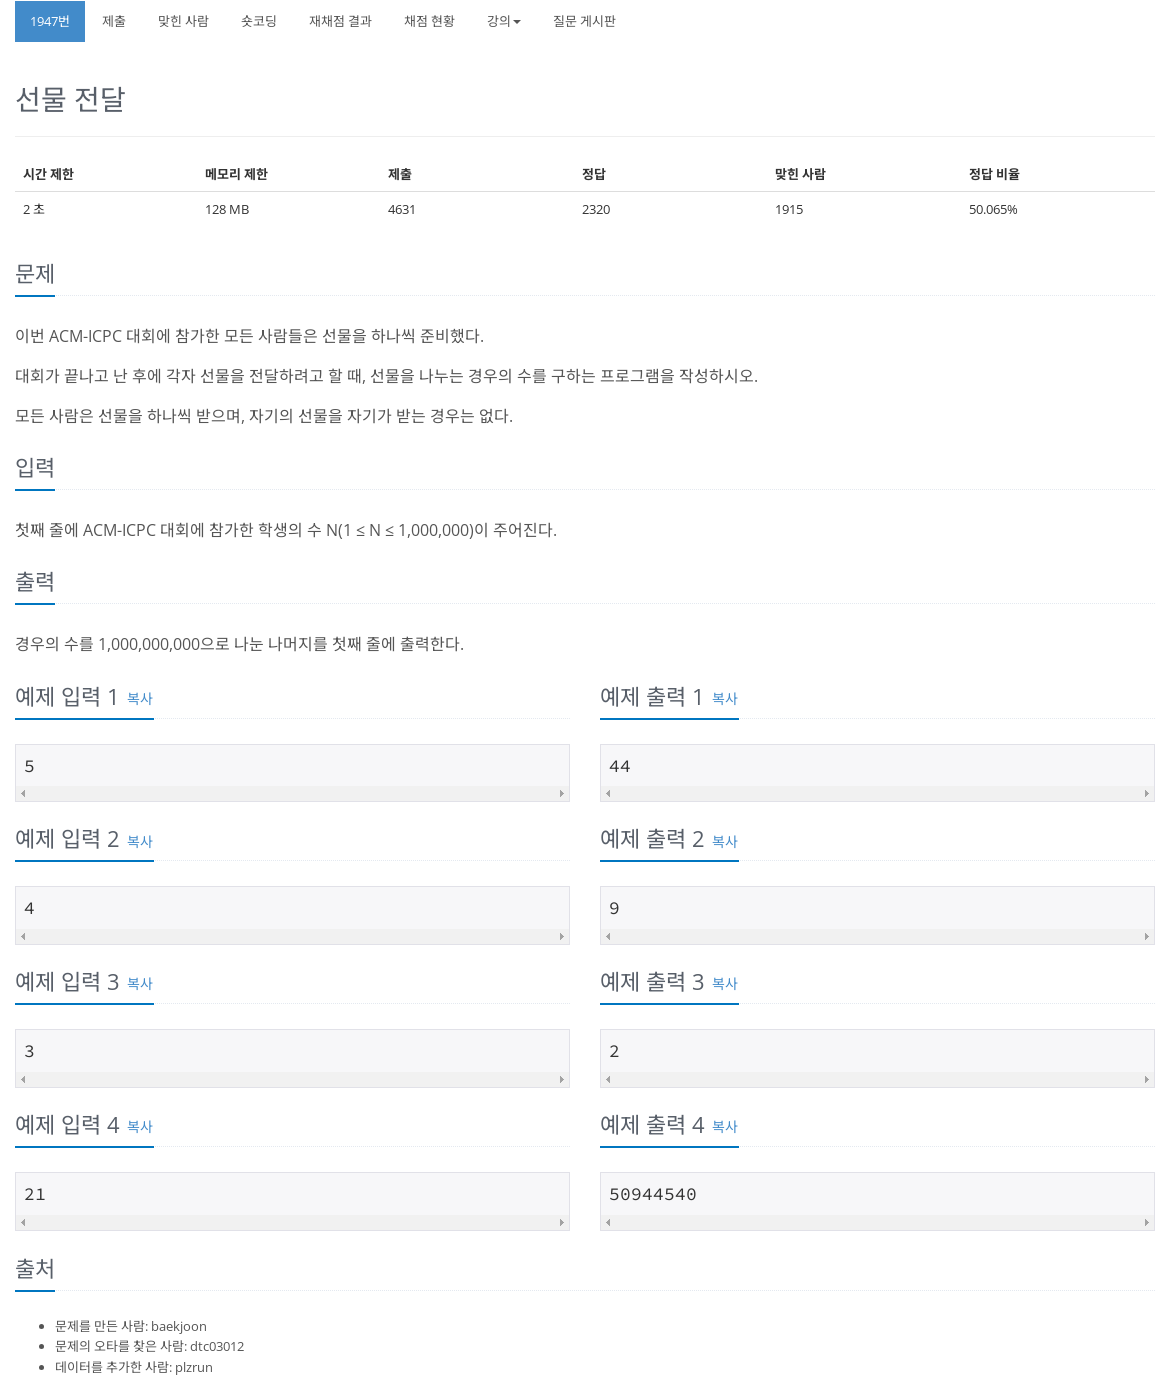 1947번 제출 맞힌 사람 숏코딩 재채점 결과 채점 현황 강의 질문 게시판
선물 전달
시간 제한 메모리 제한 제출 정답 맞힌 사람 정답 비율
2 초 128 MB 4631 2320 1915 50.065%
문제
이번 ACM-ICPC 대회에 참가한 모든 사람들은 선물을 하나씩 준비했다.
대회가 끝나고 난 후에 각자 선물을 전달하려고 할 때, 선물을 나누는 경우의 수를 구하는 프로그램을 작성하시오.
모든 사람은 선물을 하나씩 받으며, 자기의 선물을 자기가 받는 경우는 없다.
입력
첫째 줄에 ACM-ICPC 대회에 참가한 학생의 수 N(1 ≤ N ≤ 1,000,000)이 주어진다.
출력
경우의 수를 1,000,000,000으로 나눈 나머지를 첫째 줄에 출력한다.
예제 입력 1 복사 예제 출력 1 복사
5 44
예제 입력 2 복사 예제 출력 2 복사
4 9
예제 입력 3 복사 예제 출력 3 복사
3 2
예제 입력 4 복사 예제 출력 4 복사
21 50944540
출처
문제를 만든 사람: baekjoon
문제의 오타를 찾은 사람: dtc03012
데이터를 추가한 사람: plzrun